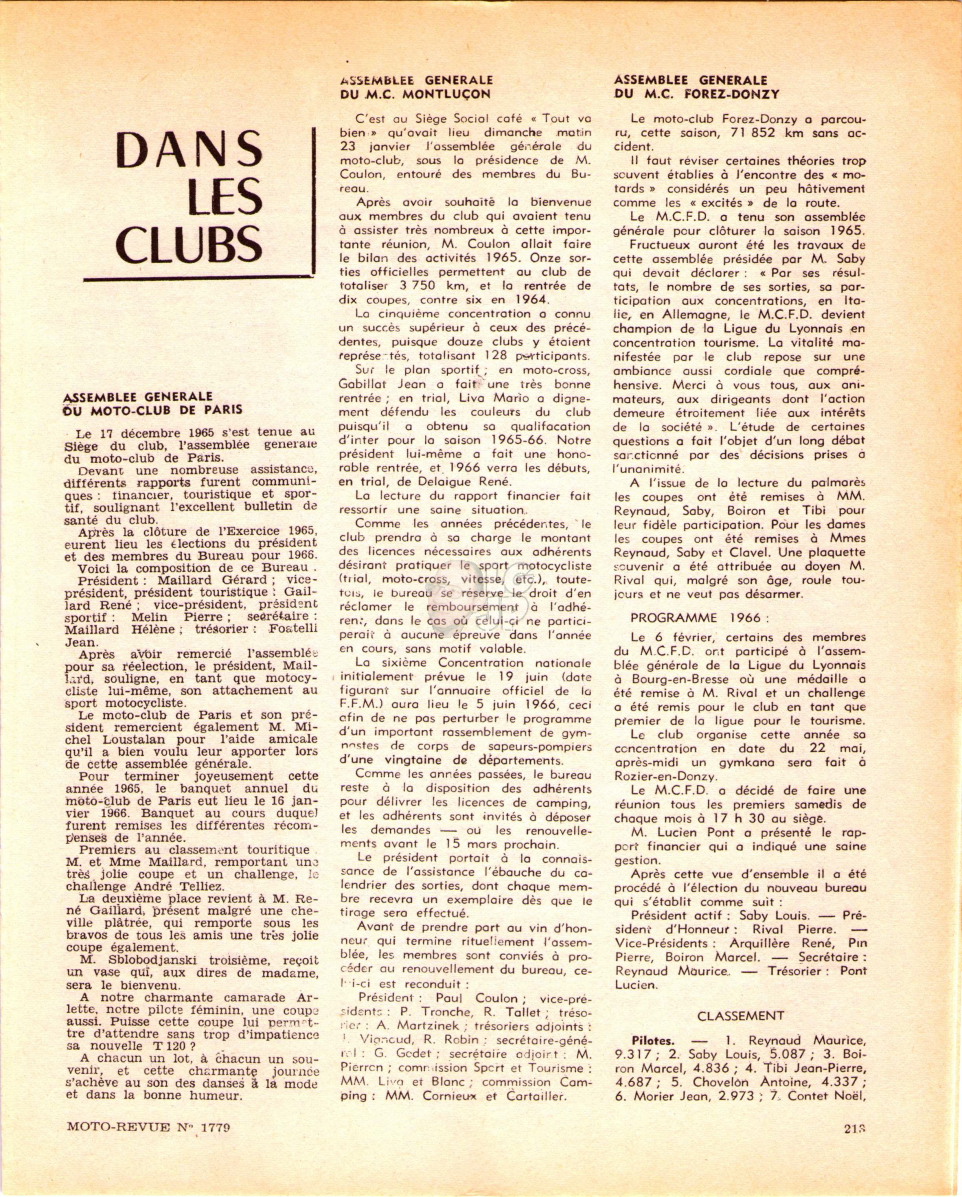 DANS
LES
CLUBS
ASSEMBLEE GENERALE
DU MOTO-CLUB DE PARIS
Le 17 décembre 1965 s'est tenue au
Siège du club, l'assemblée generale
du moto-club de Paris.
Devant une nombreuse assistance,
différents rapports furent communi-
ques : financier, touristique et spor-
tif, soulignant l'excellent bulletin de
santé du club.
Après la clôture de l'Exercice 1965,
eurent lieu les élections du président
et des membres du Bureau pour 1966.
Voici la composition de ce Bureau .
Président : Maillard Gérard ; vice-
président, président touristique : Gail-
lard René ; vice-président, président
sportif : Melin Pierre ; secrétaire :
Maillard Hélène ; trésorier : Foatelli
Jean.
Après avoir remercié l'assemblée
pour sa réelection, le président, Mail-
lard, souligne, en tant que motocy-
cliste lui-même, son attachement au
sport motocycliste.
Le moto-club de Paris et son pré-
sident remercient également M. Mi-
chel Loustalan pour l'aide amicale
qu'il a bien voulu leur apporter lors
de cette assemblée générale.
Pour terminer joyeusement cette
année 1965, le banquet annuel du
moto-club de Paris eut lieu le 16 jan-
vier 1966. Banquet au cours duquel
furent remises les différentes récom-
penses de l'année.
Premiers au classement touritique .
M. et Mme Maillard, remportant une
très jolie coupe et un challenge, le
challenge André Telliez.
La deuxième place revient à M. Re-
né Gaillard, présent malgré une che-
ville plâtrée, qui remporte sous les
bravos de tous les amis une très jolie
coupe également.
M. Sblobodjanski troisième, reçoit
un vase qui, aux dires de madame,
sera le bienvenu.
A notre charmante camarade Ar-
lette, notre pilote féminin, une coupe
aussi. Puisse cette coupe lui permet-
tre d'attendre sans trop d'impatience
sa nouvelle T 120 ?
A chacun un lot, à chacun un sou-
venir, et cette charmante journée
s'achève au son des danses à la mode
et dans la bonne humeur.
ASSEMBLEE GENERALE
DU M.C. MONTLUÇON
C'est au Siège Social café « Tout va
bien » qu'avait lieu dimanche matin
23 janvier l'assemblée générale du
moto-club, sous la présidence de M.
Coulon, entouré des membres du Bu-
reau.
Après avoir souhaité la bienvenue
aux membres du club qui avaient tenu
à assister très nombreux à cette impor-
tante réunion, M. Coulon allait faire
le bilan des activités 1965. Onze sor-
ties officielles permettent au club de
totaliser 3 750 km, et la rentrée de
dix coupes, contre six en 1964.
La cinquième concentration a connu
un succès supérieur à ceux des précé-
dentes, puisque douze clubs y étaient
représentés, totalisant 128 participants.
Sur le plan sportif ; en moto-cross,
Gabillat Jean a fait une très bonne
rentrée ; en trial, Liva Mario a digne-
ment défendu les couleurs du club
puisqu'il a obtenu sa qualifacation
d'inter pour la saison 1965-66. Notre
président lui-même a fait une hono-
rable rentrée, et 1966 verra les débuts,
en trial, de Delaigue René.
La lecture du rapport financier fait
ressortir une saine situation.
Comme les années précédentes, le
club prendra à sa charge le montant
des licences nécessaires aux adhérents
désirant pratiquer le sport motocycliste
(trial, moto-cross, vitesse, etc.), toute-
fois, le bureau se réserve le droit d'en
réclamer le remboursement à l'adhé-
rent, dans le cas où celui-ci ne partici-
perait à aucune épreuve dans l'année
en cours, sans motif valable.
La sixième Concentration nationale
initialement prévue le 19 juin (date
figurant sur l'annuaire officiel de la
F.F.M.) aura lieu le 5 juin 1966, ceci
afin de ne pas perturber le programme
d'un important rassemblement de gym-
nastes de corps de sapeurs-pompiers
d'une vingtaine de départements.
Comme les années passées, le bureau
reste à la disposition des adhérents
pour délivrer les licences de camping,
et les adhérents sont invités à déposer
les demandes — ou les renouvelle-
ments avant le 15 mars prochain.
Le président portait à la connais-
sance de l'assistance l'ébauche du ca-
lendrier des sorties, dont chaque mem-
bre recevra un exemplaire dès que le
tirage sera effectué.
Avant de prendre part au vin d'hon-
neur qui termine rituellement l'assem-
blée, les membres sont conviés à pro-
céder au renouvellement du bureau, ce-
lui-ci est reconduit :
Président : Paul Coulon ; vice-pré-
sidents : P. Tronche, R. Tallet ; tréso-
rier : A. Martzinek ; trésoriers adjoints :
Vignaud, R. Robin ; secrétaire-géné-
ral : G. Godet ; secrétaire adjoint : M.
Pierron ; commission Sport et Tourisme :
MM. Liva et Blanc ; commission Cam-
ping : MM. Cornieux et Cartailler.
ASSEMBLEE GENERALE
DU M.C. FOREZ-DONZY
Le moto-club Forez-Donzy a parcou-
ru, cette saison, 71 852 km sans ac-
cident.
Il faut réviser certaines théories trop
souvent établies à l'encontre des « mo-
tards » considérés un peu hâtivement
comme les « excités » de la route.
Le M.C.F.D. a tenu son assemblée
générale pour clôturer la saison 1965.
Fructueux auront été les travaux de
cette assemblée présidée par M. Saby
qui devait déclarer : « Par ses résul-
tats, le nombre de ses sorties, sa par-
ticipation aux concentrations, en Ita-
lie, en Allemagne, le M.C.F.D. devient
champion de la Ligue du Lyonnais en
concentration tourisme. La vitalité ma-
nifestée par le club repose sur une
ambiance aussi cordiale que compré-
hensive. Merci à vous tous, aux ani-
mateurs, aux dirigeants dont l'action
demeure étroitement liée aux intérêts
de la société ». L'étude de certaines
questions a fait l'objet d'un long débat
sanctionné par des décisions prises à
l'unanimité.
A l'issue de la lecture du palmarès
les coupes ont été remises à MM.
Reynaud, Saby, Boiron et Tibi pour
leur fidèle participation. Pour les dames
les coupes ont été remises à Mmes
Reynaud, Saby et Clavel. Une plaquette
souvenir a été attribuée au doyen M.
Rival qui, malgré son âge, roule tou-
jours et ne veut pas désarmer.
PROGRAMME 1966 :
Le 6 février, certains des membres
du M.C.F.D. ont participé à l'assem-
blée générale de la Ligue du Lyonnais
à Bourg-en-Bresse où une médaille a
été remise à M. Rival et un challenge
a été remis pour le club en tant que
premier de la ligue pour le tourisme.
Le club organise cette année sa
concentration en date du 22 mai,
après-midi un gymkana sera fait à
Rozier-en-Donzy.
Le M.C.F.D. a décidé de faire une
réunion tous les premiers samedis de
chaque mois à 17 h 30 au siège.
M. Lucien Pont a présenté le rap-
port financier qui a indiqué une saine
gestion.
Après cette vue d'ensemble il a été
procédé à l'élection du nouveau bureau
qui s'établit comme suit :
Président actif : Saby Louis. — Pré-
sident d'Honneur : Rival Pierre. —
Vice-Présidents : Arquillère René, Pin
Pierre, Boiron Marcel. — Secrétaire :
Reynaud Maurice. — Trésorier : Pont
Lucien.
CLASSEMENT
Pilotes. — 1. Reynaud Maurice,
9.317 ; 2. Saby Louis, 5.087 ; 3. Boi-
ron Marcel, 4.836 ; 4. Tibi Jean-Pierre,
4.687 ; 5. Chovelon Antoine, 4.337 ;
6. Morier Jean, 2.973 ; 7. Contet Noël,
MOTO-REVUE N° 1779
213